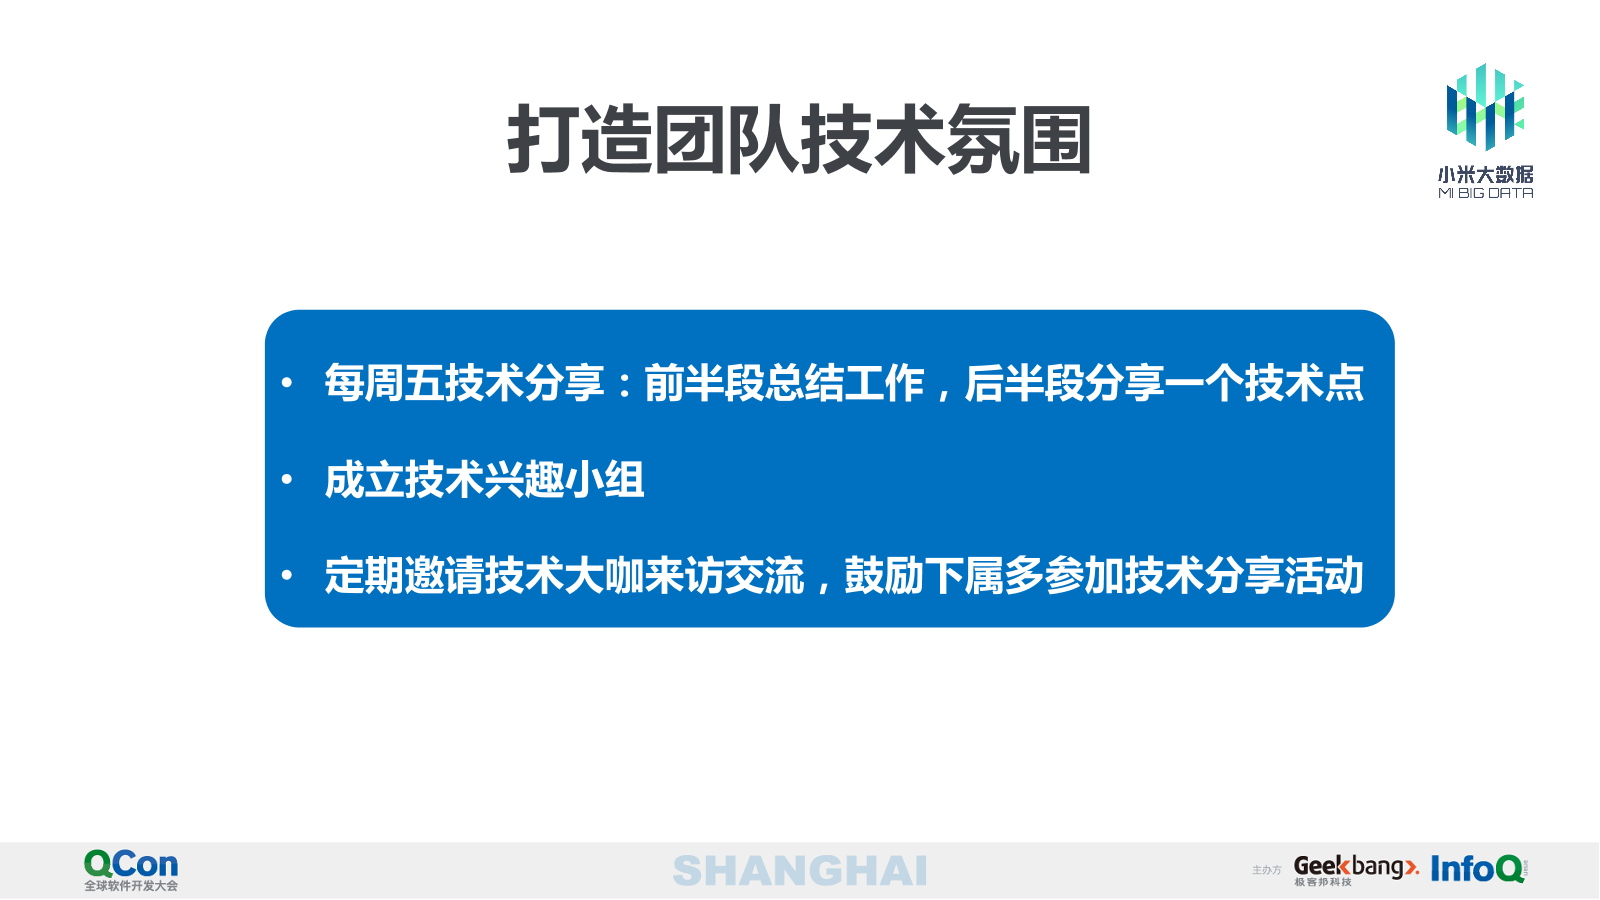 打造团队技术氛围
小米大数据
MI BIG DATA
• 每周五技术分享：前半段总结工作，后半段分享一个技术点
• 成立技术兴趣小组
• 定期邀请技术大咖来访交流，鼓励下属多参加技术分享活动
QCon
全球软件开发大会
SHANGHAI
主办方
Geekbang>.
极客邦科技
InfoQ